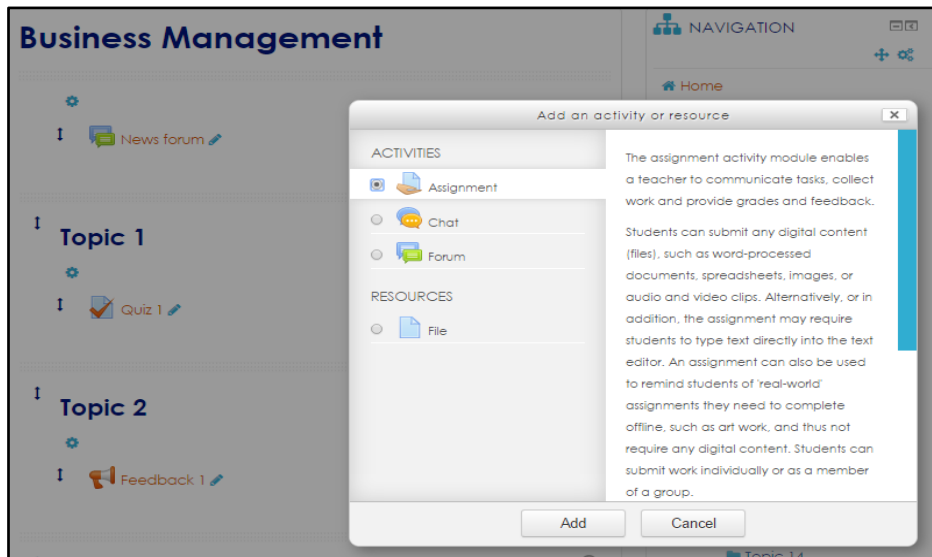 Business Management
NAVIGATION
Home
News forum
Topic 1
Quiz 1
Topic 2
Feedback 1
Add an activity or resource
ACTIVITIES
Assignment
Chat
Forum
RESOURCES
File
The assignment activity module enables
a teacher to communicate tasks, collect
work and provide grades and feedback.
Students can submit any digital content
(files), such as word-processed
documents, spreadsheets, images, or
audio and video clips. Alternatively, or in
addition, the assignment may require
students to type text directly into the text
editor. An assignment can also be used
to remind students of 'real-world'
assignments they need to complete
offline, such as art work, and thus not
require any digital content. Students can
submit work individually or as a member
of a group.
Add
Cancel
Topic 14